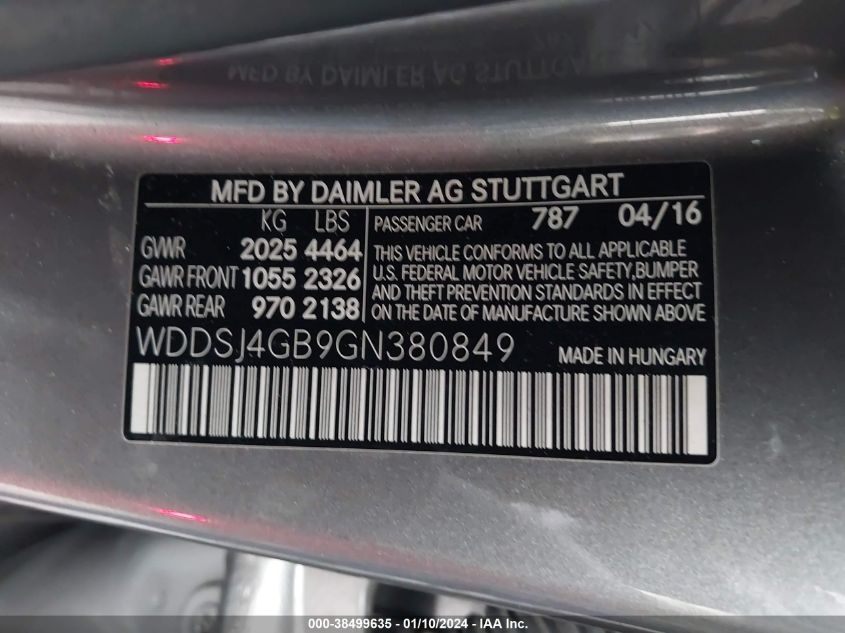 MFD BY DAIMLER AG STUTTGART
KG LBS PASSENGER CAR 787 04/16
GVWR 2025 4464 THIS VEHICLE CONFORMS TO ALL APPLICABLE
GAWR FRONT 1055 2326 U.S. FEDERAL MOTOR VEHICLE SAFETY,BUMPER
AND THEFT PREVENTION STANDARDS IN EFFECT
GAWR REAR 970 2138 ON THE DATE OF MANUFACTURE SHOWN ABOVE
WDDSJ4GB9GN380849 MADE IN HUNGARY
000-38499635 - 01/10/2024 - IAA Inc.